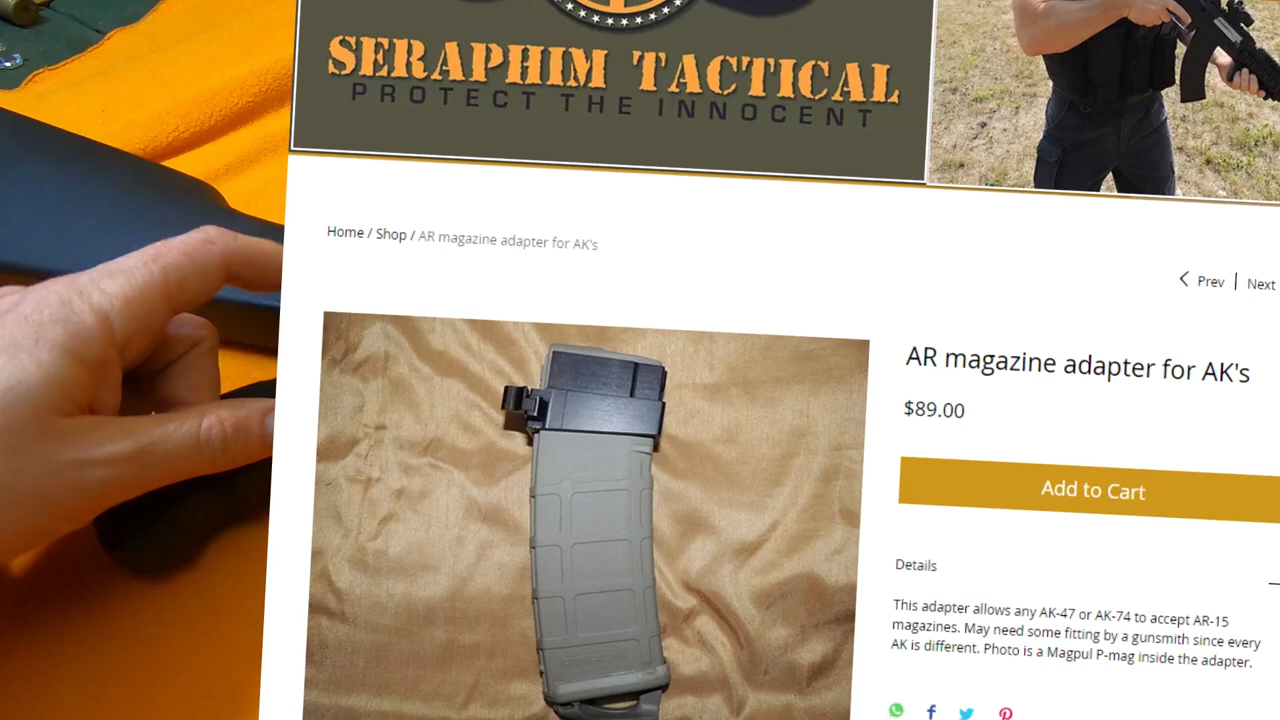 SERAPHIM TACTICAL
PROTECT THE INNOCENT
Home / Shop / AR magazine adapter for AK's
Prev | Next
AR magazine adapter for AK's
$89.00
Add to Cart
Details
This adapter allows any AK-47 or AK-74 to accept AR-15
magazines. May need some fitting by a gunsmith since every
AK is different. Photo is a Magpul P-mag inside the adapter.